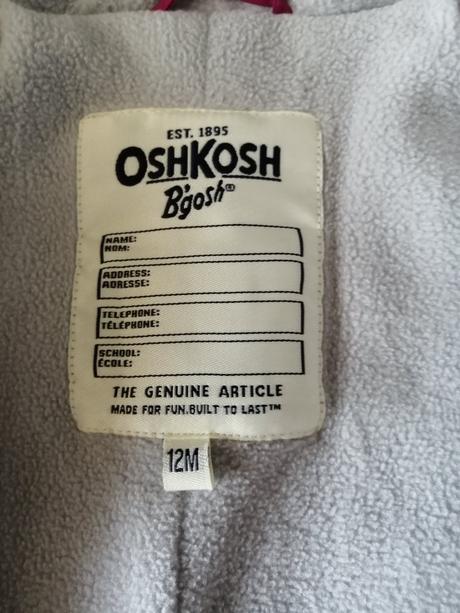 EST. 1895
OSHKOSH
B'gosh
NAME:
NOM:
ADDRESS:
ADRESSE:
TELEPHONE:
TÉLÉPHONE:
SCHOOL:
ÉCOLE:
THE GENUINE ARTICLE
MADE FOR FUN.BUILT TO LAST™
12M